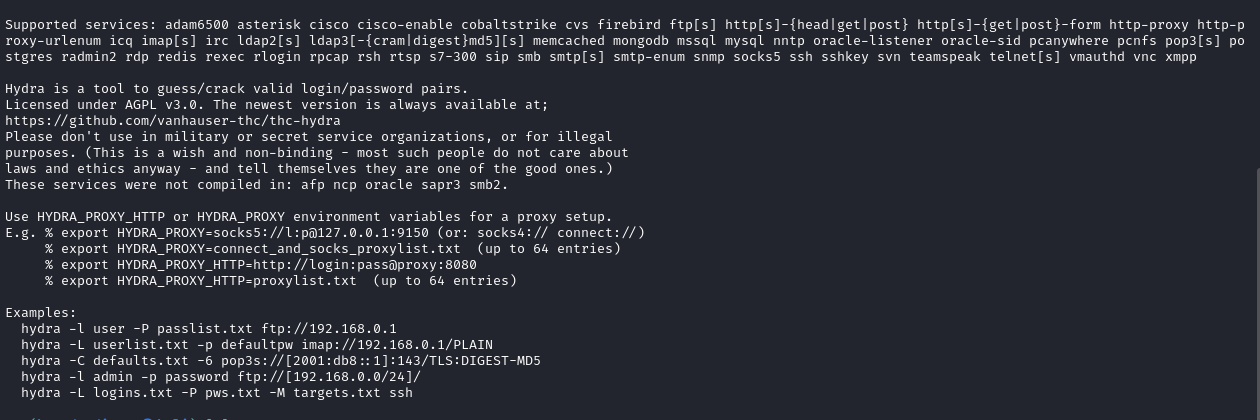 Supported services: adam6500 asterisk cisco cisco-enable cobaltstrike cvs firebird ftp[s] http[s]-{head|get|post} http[s]-{get|post}-form http-proxy http-p
roxy-urlenum icq imap[s] irc ldap2[s] ldap3[-{cram|digest}md5][s] memcached mongodb mssql mysql nntp oracle-listener oracle-sid pcanywhere pcnfs pop3[s] po
stgres radmin2 rdp redis rexec rlogin rpcap rsh rtsp s7-300 sip smb smtp[s] smtp-enum snmp socks5 ssh sshkey svn teamspeak telnet[s] vmauthd vnc xmpp
Hydra is a tool to guess/crack valid login/password pairs.
Licensed under AGPL v3.0. The newest version is always available at;
https://github.com/vanhauser-thc/thc-hydra
Please don't use in military or secret service organizations, or for illegal
purposes. (This is a wish and non-binding - most such people do not care about
laws and ethics anyway - and tell themselves they are one of the good ones.)
These services were not compiled in: afp ncp oracle sapr3 smb2.
Use HYDRA_PROXY_HTTP or HYDRA_PROXY environment variables for a proxy setup.
E.g. % export HYDRA_PROXY=socks5://l:p@127.0.0.1:9150 (or: socks4:// connect://)
% export HYDRA_PROXY=connect_and_socks_proxylist.txt  (up to 64 entries)
% export HYDRA_PROXY_HTTP=http://login:pass@proxy:8080
% export HYDRA_PROXY_HTTP=proxylist.txt  (up to 64 entries)
Examples:
hydra -l user -P passlist.txt ftp://192.168.0.1
hydra -L userlist.txt -p defaultpw imap://192.168.0.1/PLAIN
hydra -C defaults.txt -6 pop3s://[2001:db8::1]:143/TLS:DIGEST-MD5
hydra -l admin -p password ftp://[192.168.0.0/24]/
hydra -L logins.txt -P pws.txt -M targets.txt ssh